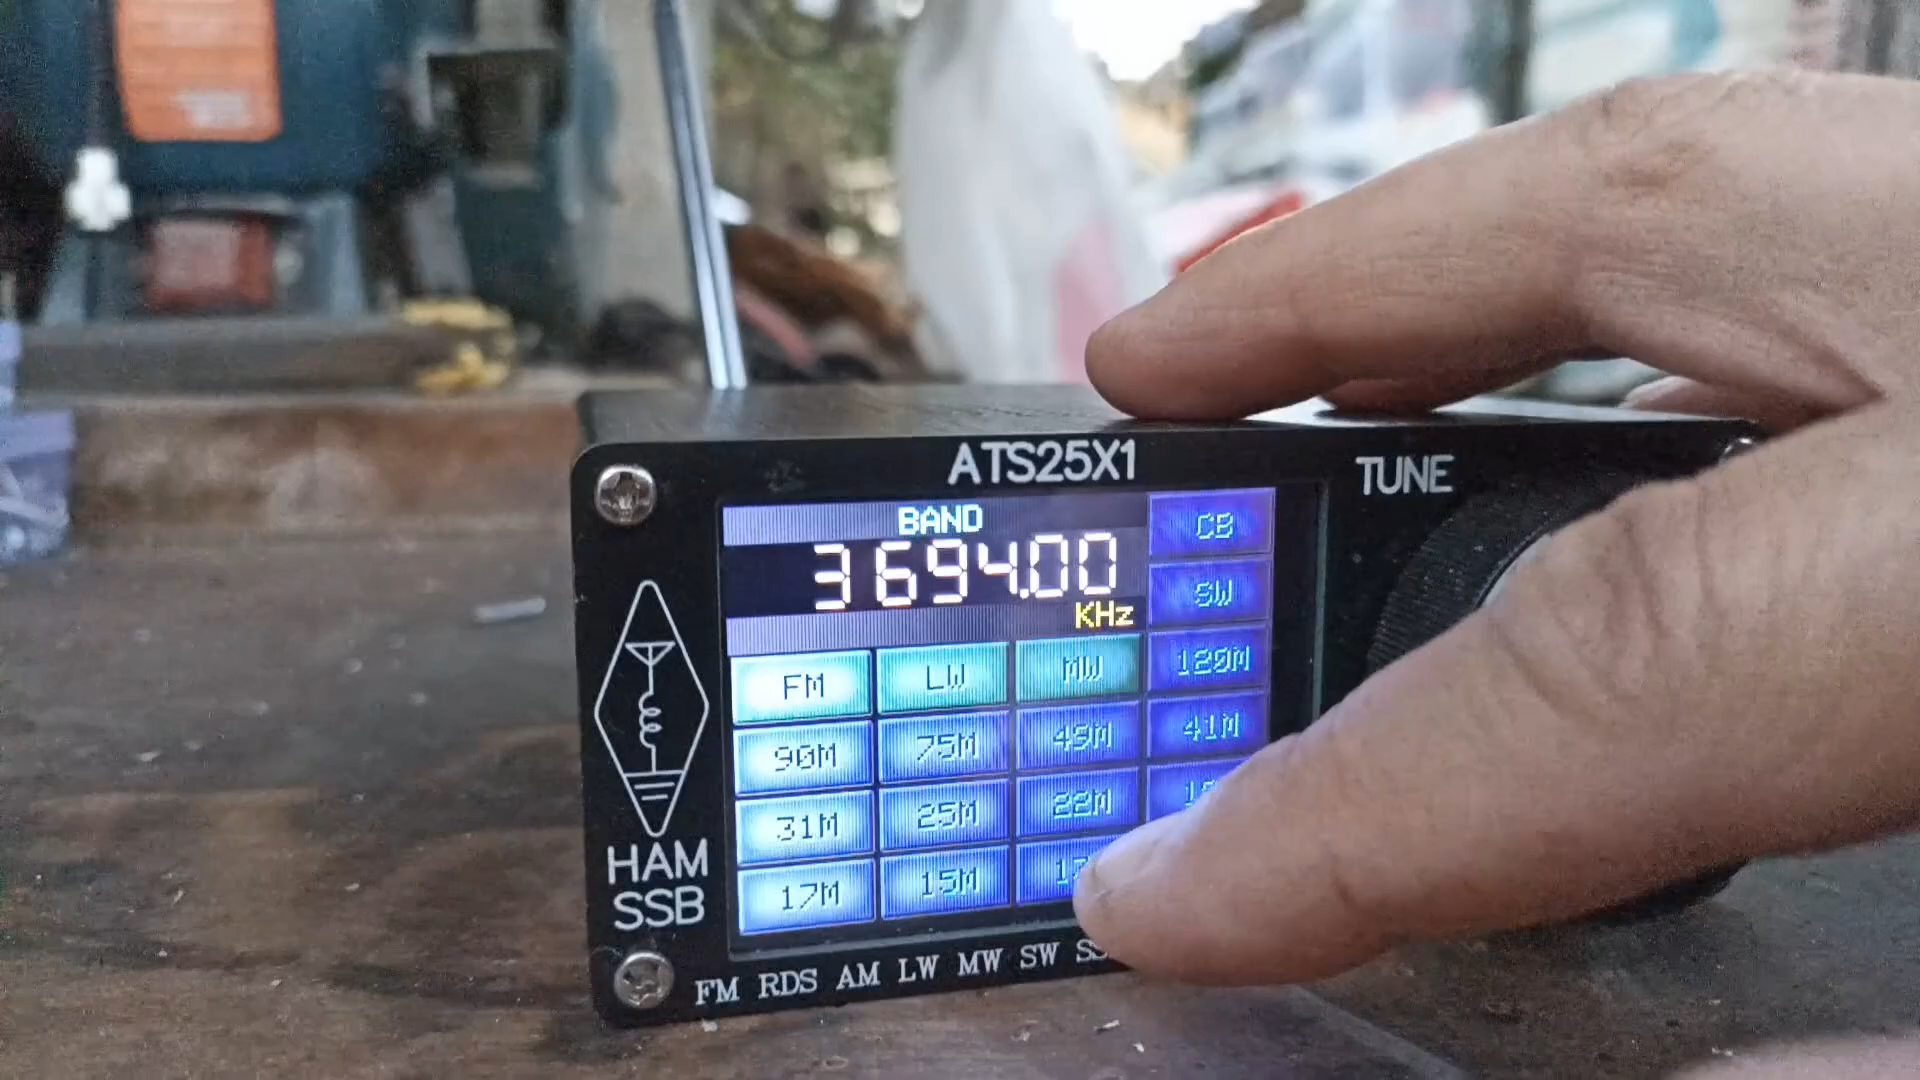 ATS25X1
TUNE
BAND
3694.00
KHz
CB
SW
FM LW MW 120M
90M 75M 49M 41M
31M 25M 22M
17M 15M
HAM
SSB
FM RDS AM LW MW SW